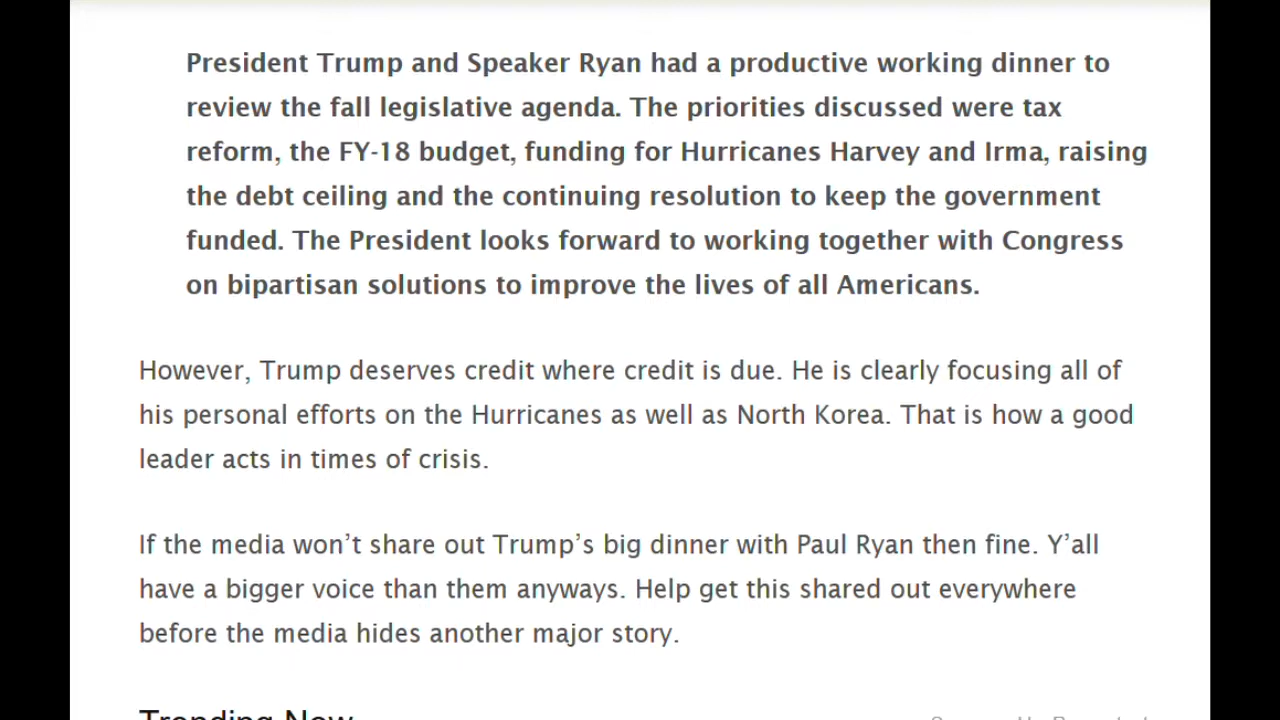 President Trump and Speaker Ryan had a productive working dinner to
review the fall legislative agenda. The priorities discussed were tax
reform, the FY-18 budget, funding for Hurricanes Harvey and Irma, raising
the debt ceiling and the continuing resolution to keep the government
funded. The President looks forward to working together with Congress
on bipartisan solutions to improve the lives of all Americans.
However, Trump deserves credit where credit is due. He is clearly focusing all of
his personal efforts on the Hurricanes as well as North Korea. That is how a good
leader acts in times of crisis.
If the media won’t share out Trump’s big dinner with Paul Ryan then fine. Y’all
have a bigger voice than them anyways. Help get this shared out everywhere
before the media hides another major story.
Trending Now